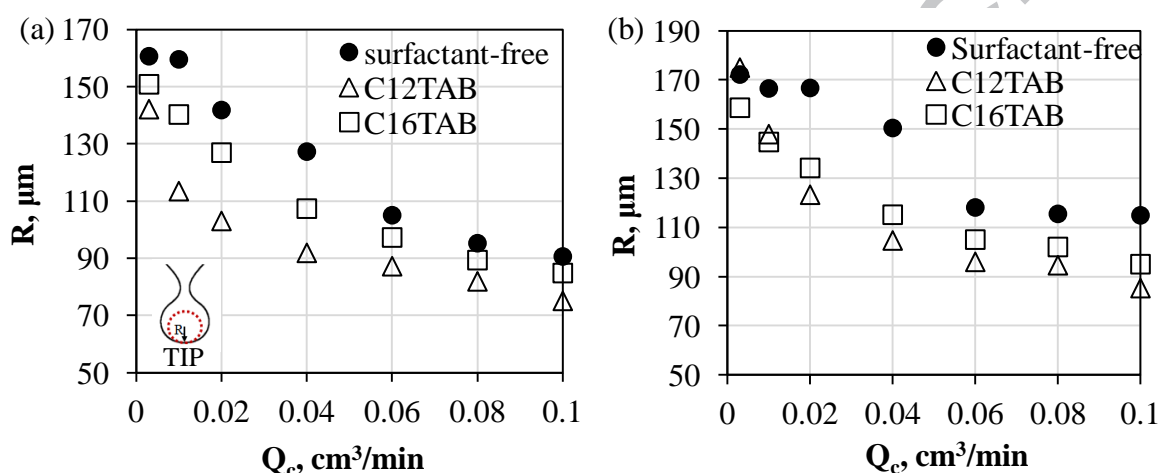 (a)
170
150
130
110
90
70
50
R, µm
surfactant-free
C12TAB
C16TAB
R
TIP
0 0.02 0.04 0.06 0.08 0.1
Qc, cm³/min
(b)
190
170
150
130
110
90
70
50
R, µm
Surfactant-free
C12TAB
C16TAB
0 0.02 0.04 0.06 0.08 0.1
Qc, cm³/min